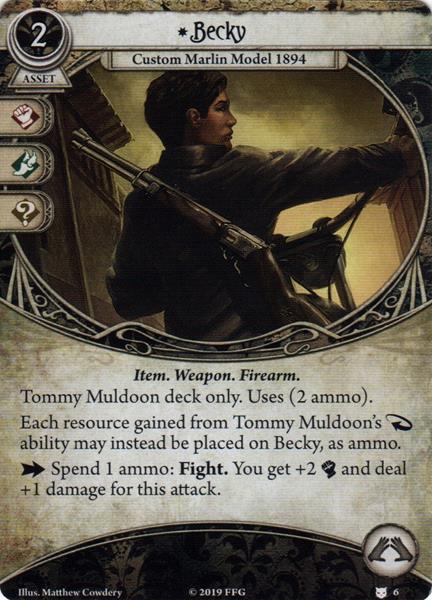 2
Becky
ASSET
Custom Marlin Model 1894
?
Item. Weapon. Firearm.
Tommy Muldoon deck only. Uses (2 ammo).
Each resource gained from Tommy Muldoon's
ability may instead be placed on Becky, as ammo.
Spend 1 ammo: Fight. You get +2 and deal
+1 damage for this attack.
Illus. Matthew Cowdery © 2019 FFG 6